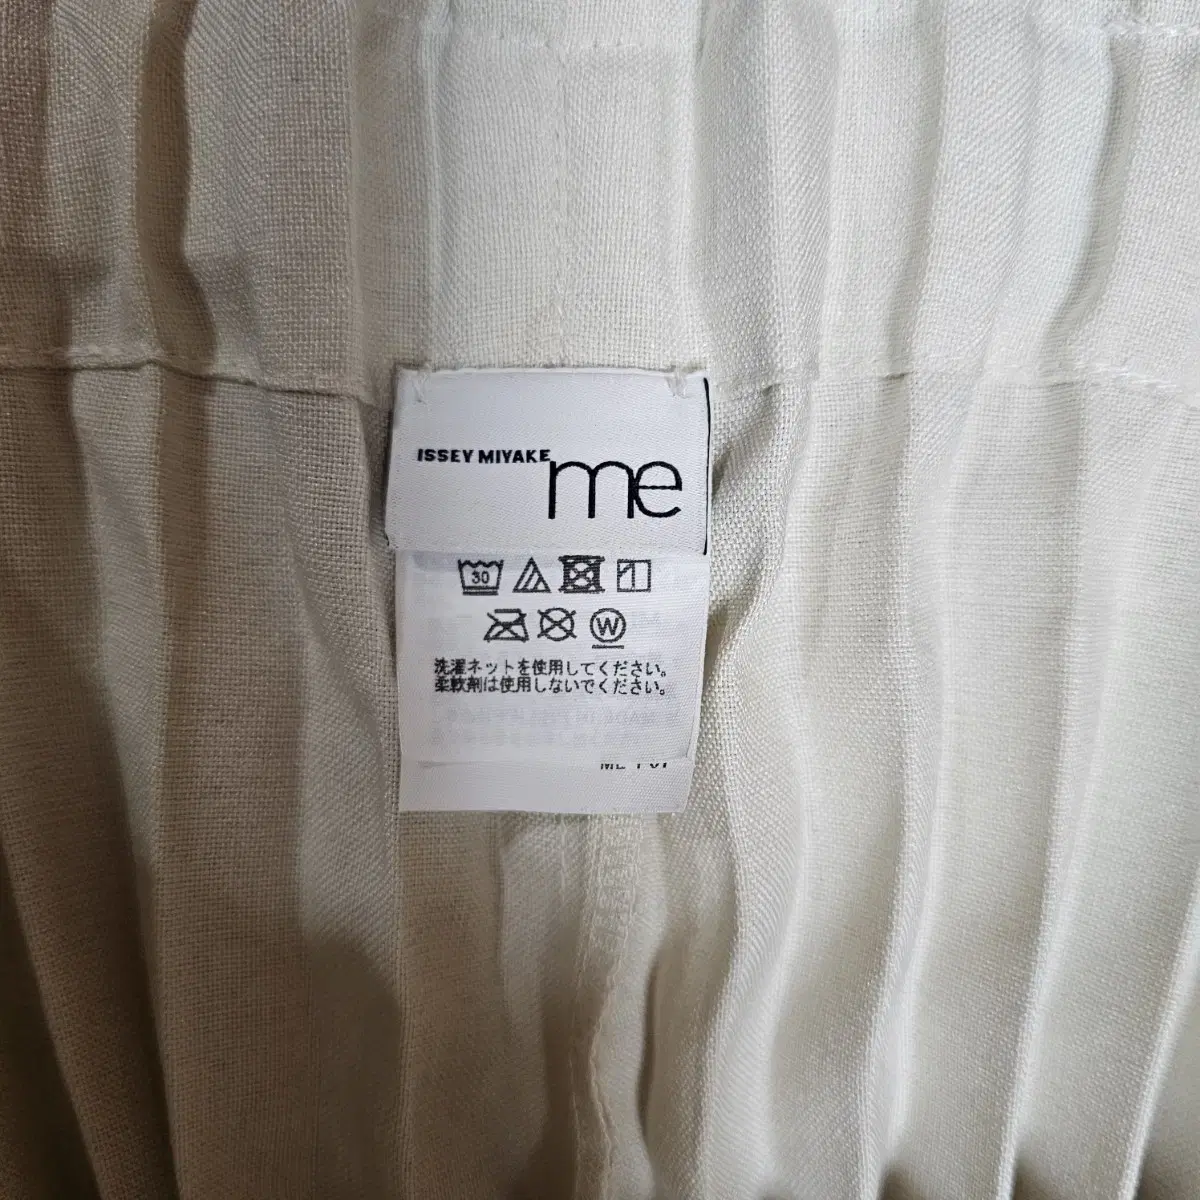 ISSEY MIYAKE
me
30
W
洗濯ネットを使用してください。
柔軟剤は使用しないでください。